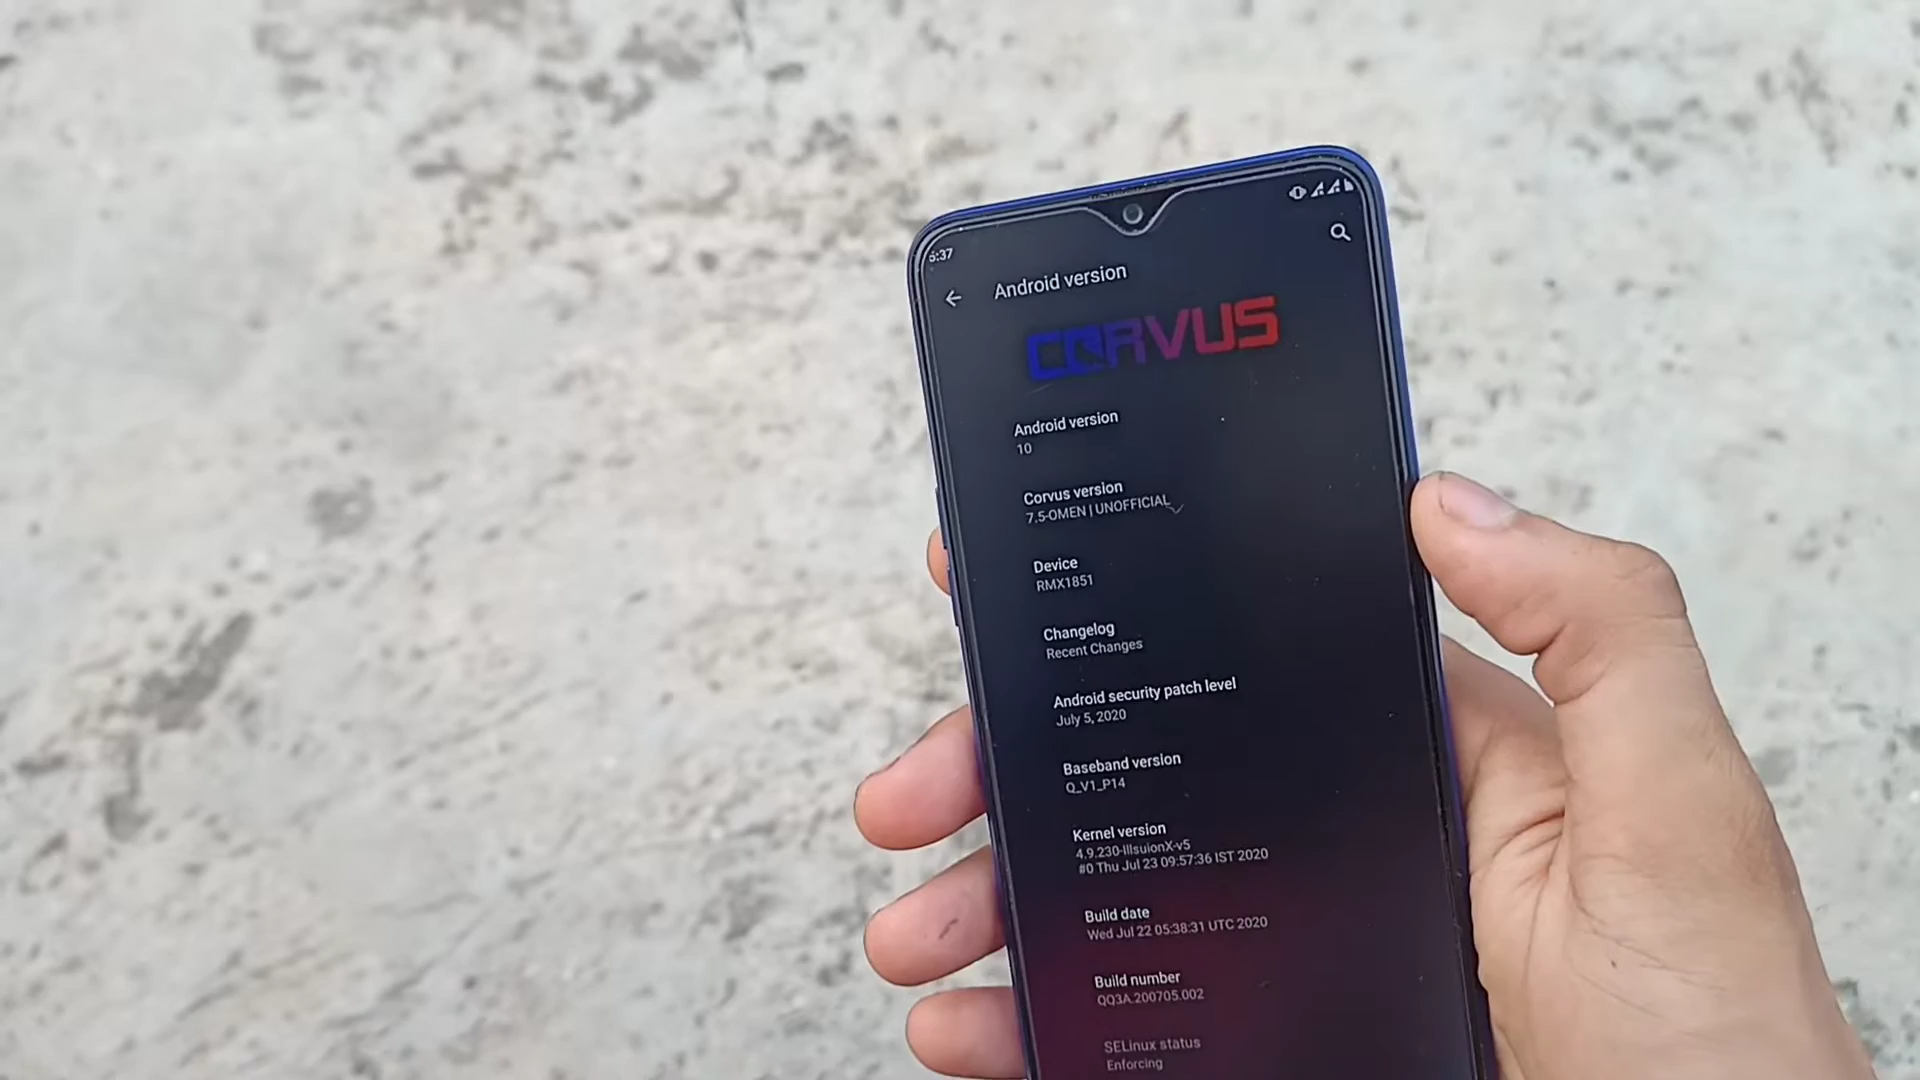 6:37
Android version
CORVUS
Android version
10
Corvus version
7.5-OMEN | UNOFFICIAL
Device
RMX1851
Changelog
Recent Changes
Android security patch level
July 5, 2020
Baseband version
Q_V1_P14
Kernel version
4.9.230-IllsuionX-v5
#0 Thu Jul 23 09:57:36 IST 2020
Build date
Wed Jul 22 05:38:31 UTC 2020
Build number
QQ3A.200705.002
SELinux status
Enforcing